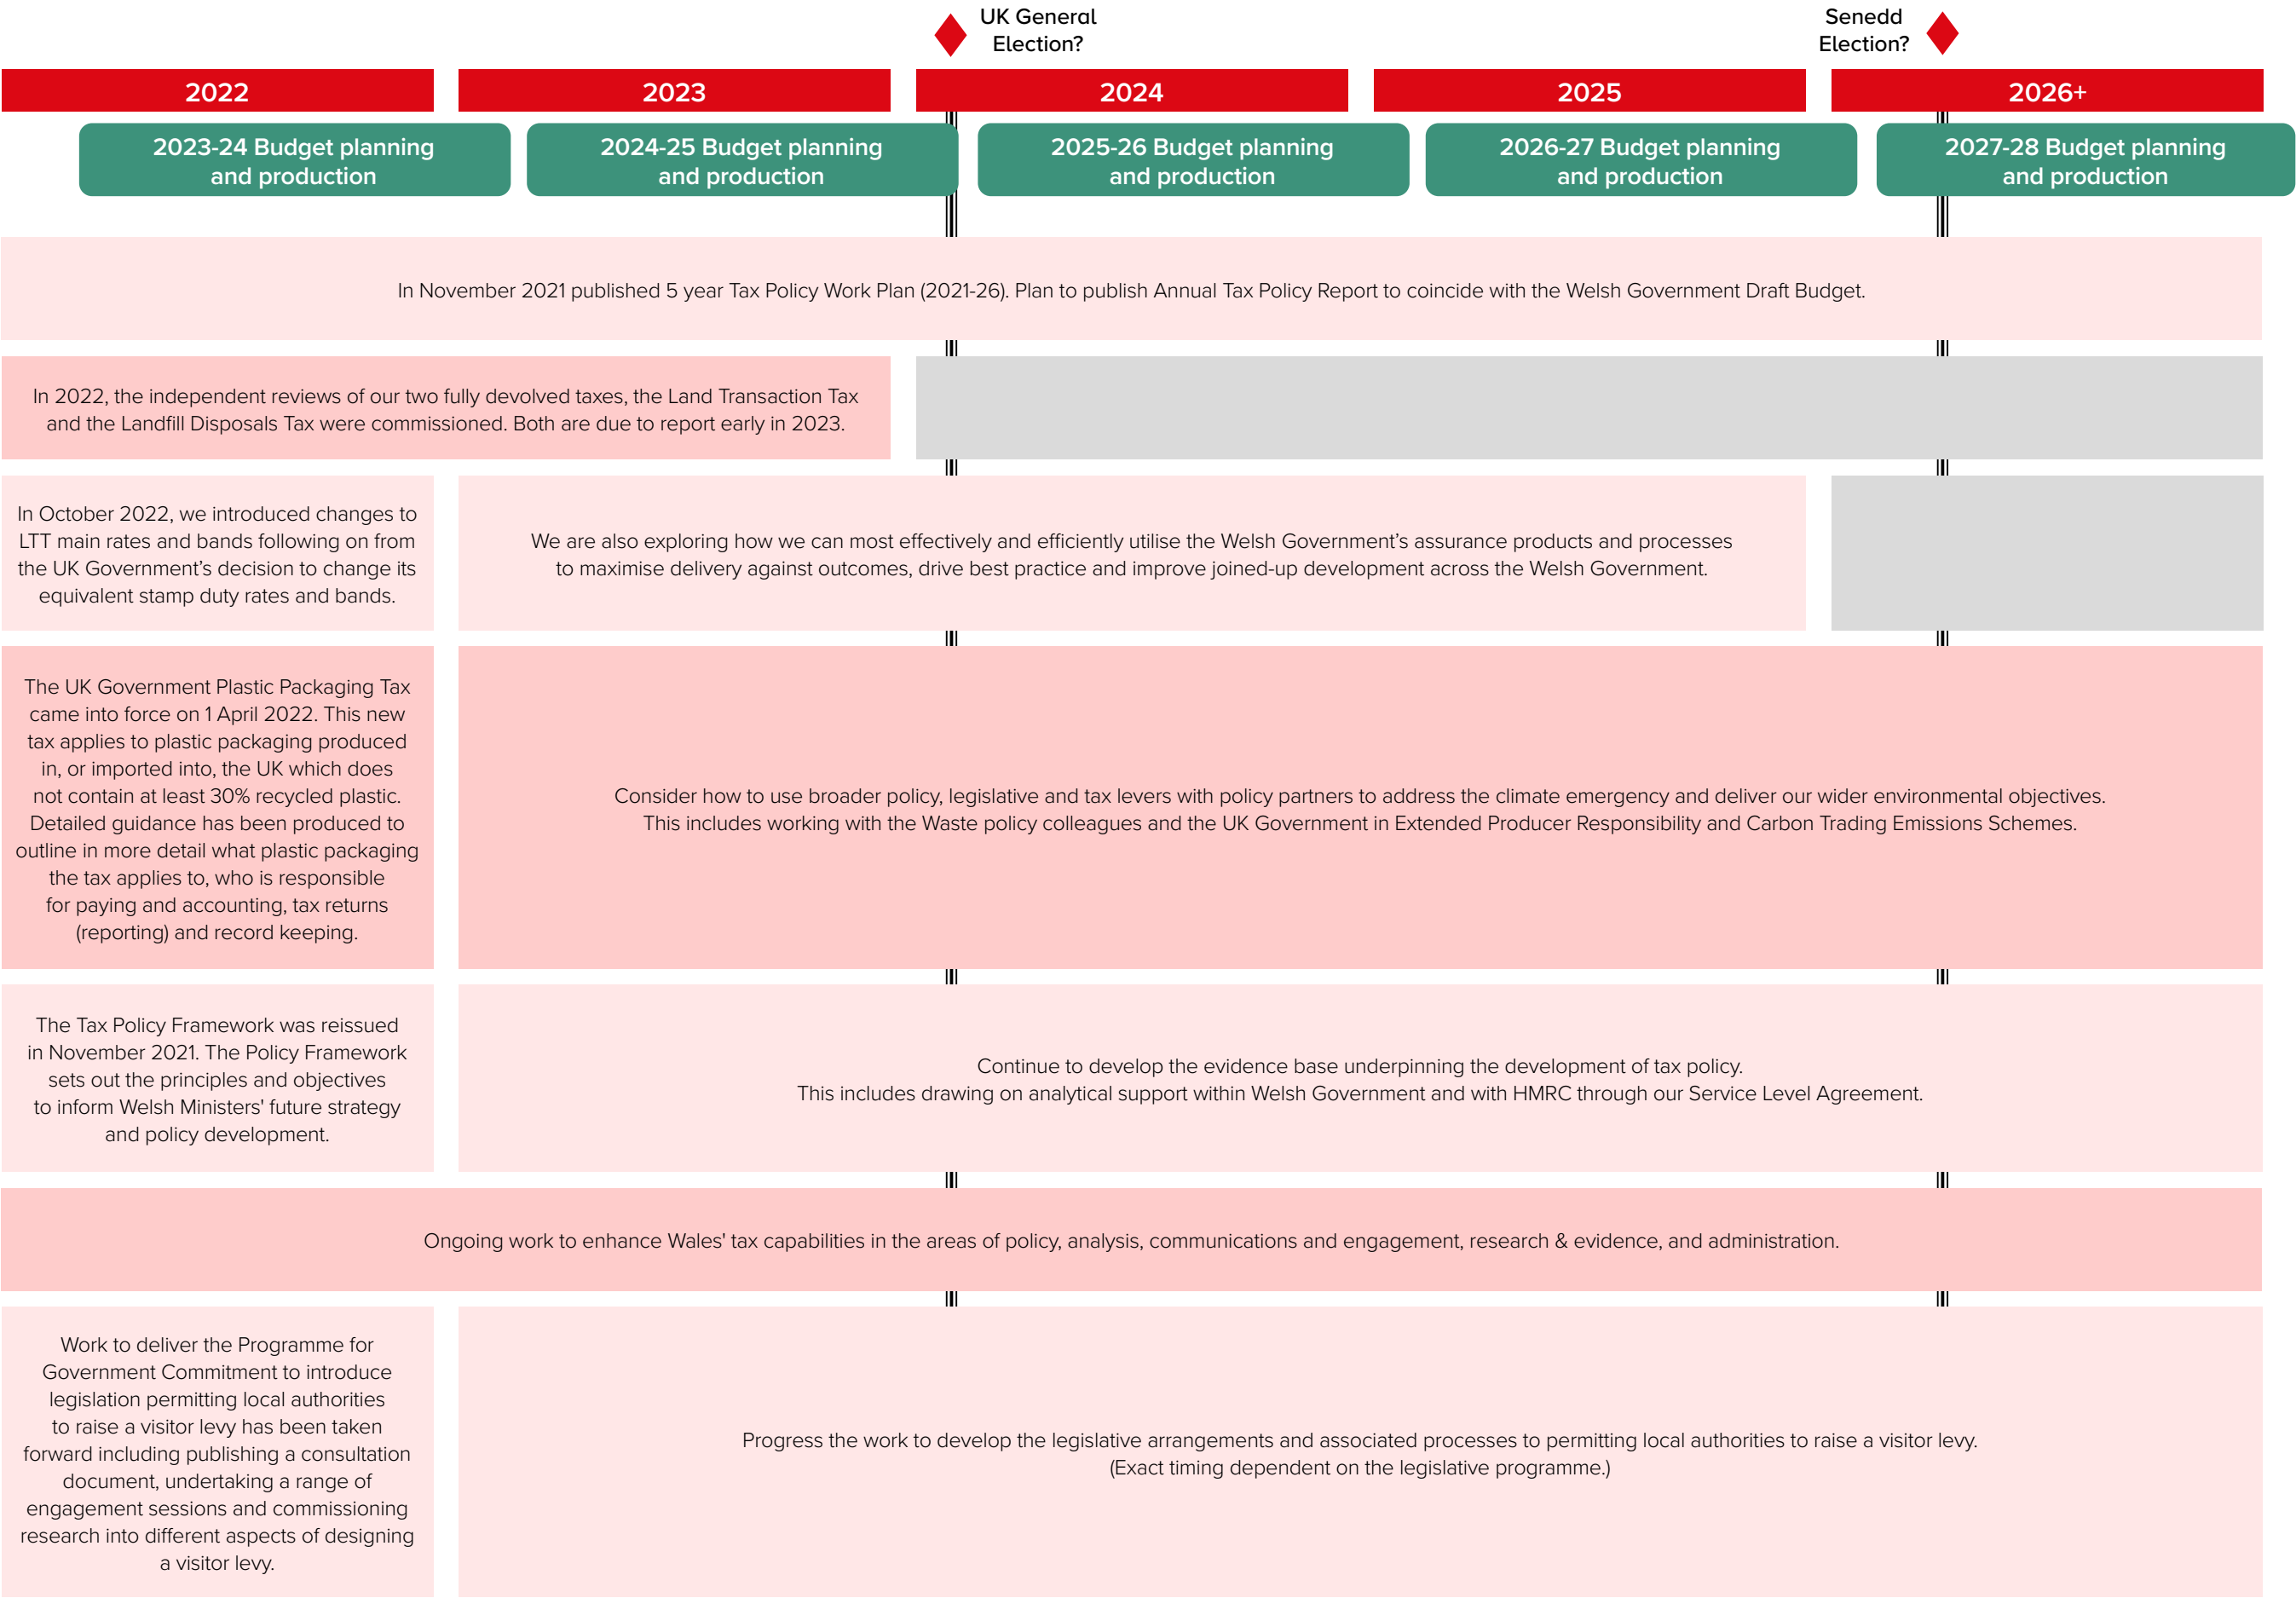 UK General
Election?
Senedd
Election?
2022
2023
2024
2025
2026+
2023-24 Budget planning
and production
2024-25 Budget planning
and production
2025-26 Budget planning
and production
2026-27 Budget planning
and production
2027-28 Budget planning
and production
In November 2021 published 5 year Tax Policy Work Plan (2021-26). Plan to publish Annual Tax Policy Report to coincide with the Welsh Government Draft Budget.
In 2022, the independent reviews of our two fully devolved taxes, the Land Transaction Tax
and the Landfill Disposals Tax were commissioned. Both are due to report early in 2023.
In October 2022, we introduced changes to
LTT main rates and bands following on from
the UK Government’s decision to change its
equivalent stamp duty rates and bands.
We are also exploring how we can most effectively and efficiently utilise the Welsh Government’s assurance products and processes
to maximise delivery against outcomes, drive best practice and improve joined-up development across the Welsh Government.
The UK Government Plastic Packaging Tax
came into force on 1 April 2022. This new
tax applies to plastic packaging produced
in, or imported into, the UK which does
not contain at least 30% recycled plastic.
Detailed guidance has been produced to
outline in more detail what plastic packaging
the tax applies to, who is responsible
for paying and accounting, tax returns
(reporting) and record keeping.
Consider how to use broader policy, legislative and tax levers with policy partners to address the climate emergency and deliver our wider environmental objectives.
This includes working with the Waste policy colleagues and the UK Government in Extended Producer Responsibility and Carbon Trading Emissions Schemes.
The Tax Policy Framework was reissued
in November 2021. The Policy Framework
sets out the principles and objectives
to inform Welsh Ministers' future strategy
and policy development.
Continue to develop the evidence base underpinning the development of tax policy.
This includes drawing on analytical support within Welsh Government and with HMRC through our Service Level Agreement.
Ongoing work to enhance Wales' tax capabilities in the areas of policy, analysis, communications and engagement, research & evidence, and administration.
Work to deliver the Programme for
Government Commitment to introduce
legislation permitting local authorities
to raise a visitor levy has been taken
forward including publishing a consultation
document, undertaking a range of
engagement sessions and commissioning
research into different aspects of designing
a visitor levy.
Progress the work to develop the legislative arrangements and associated processes to permitting local authorities to raise a visitor levy.
(Exact timing dependent on the legislative programme.)